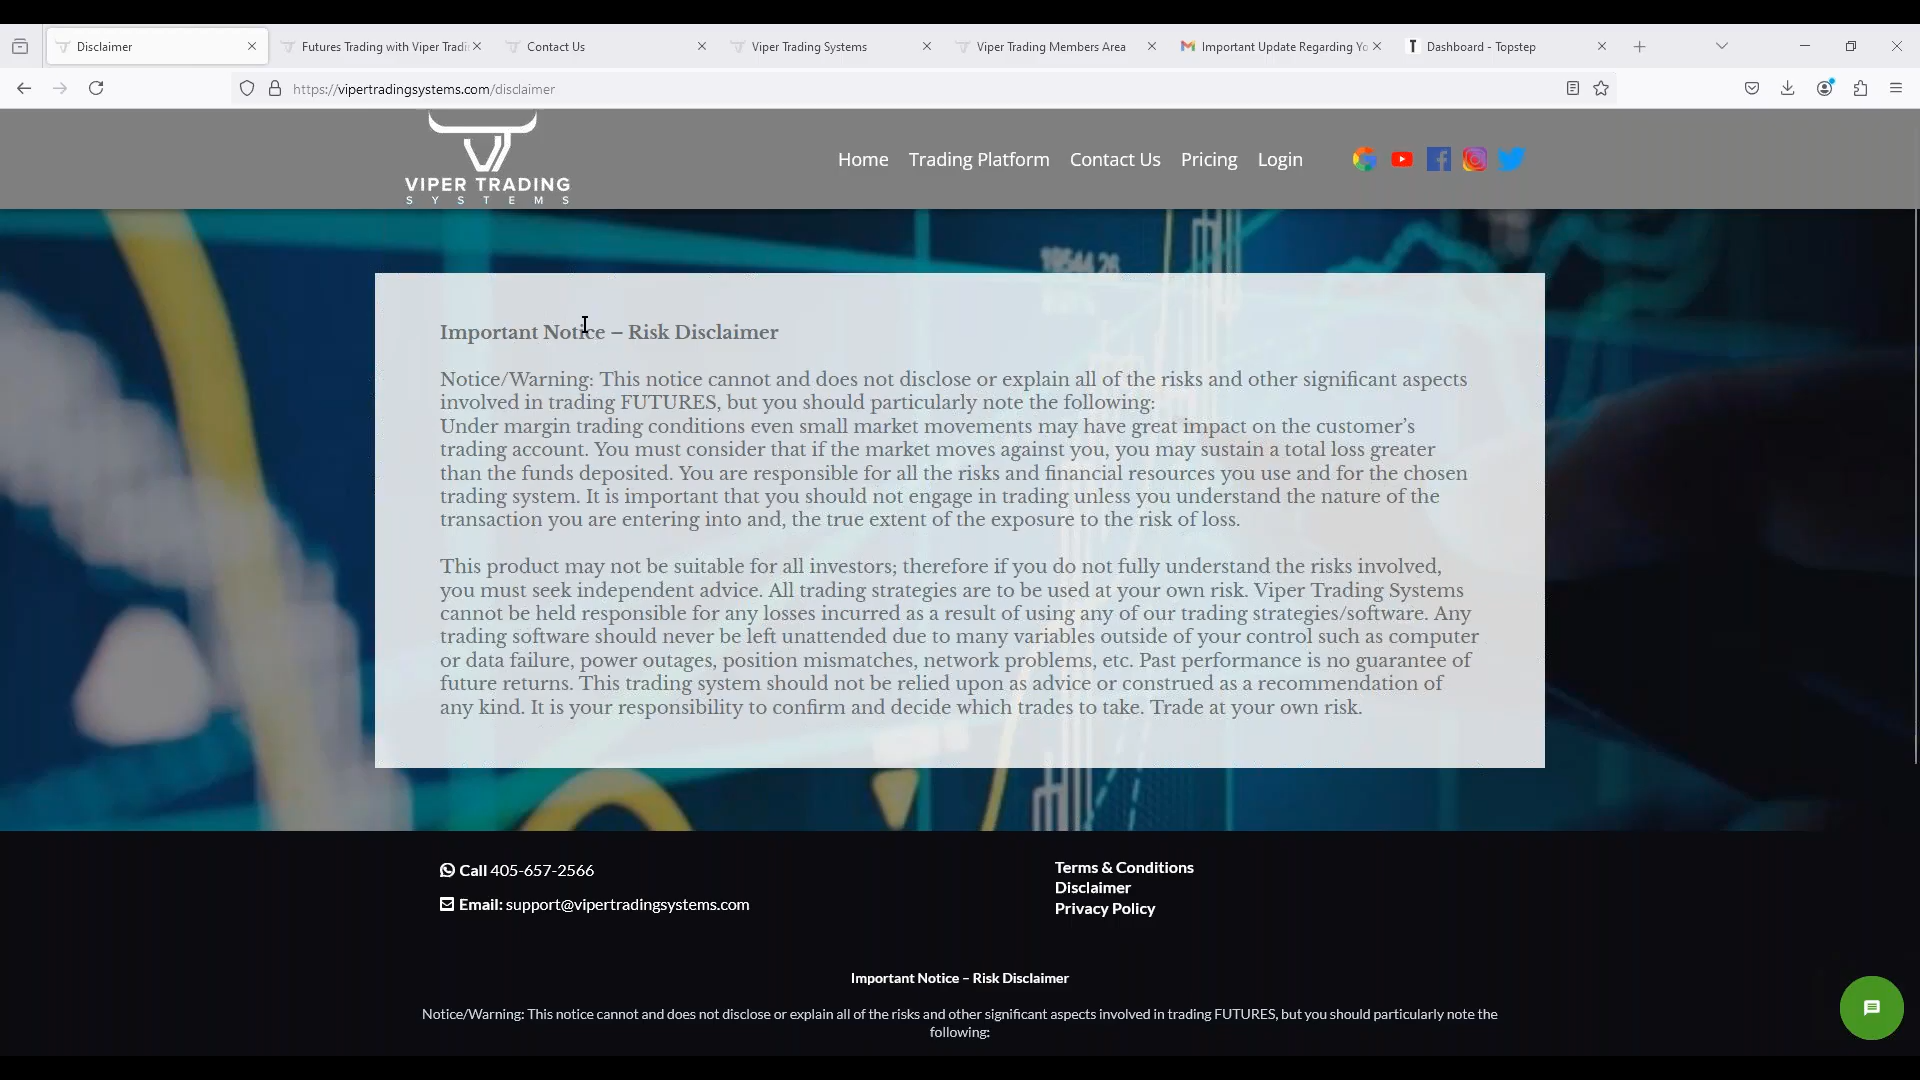 Disclaimer
Futures Trading with Viper Tradi
Contact Us
Viper Trading Systems
Viper Trading Members Area
Important Update Regarding Yo
Dashboard - Topstep
https://vipertradingsystems.com/disclaimer
VIPER TRADING
SYSTEMS
Home
Trading Platform
Contact Us
Pricing
Login
Important Notice – Risk Disclaimer
Notice/Warning: This notice cannot and does not disclose or explain all of the risks and other significant aspects
involved in trading FUTURES, but you should particularly note the following:
Under margin trading conditions even small market movements may have great impact on the customer’s
trading account. You must consider that if the market moves against you, you may sustain a total loss greater
than the funds deposited. You are responsible for all the risks and financial resources you use and for the chosen
trading system. It is important that you should not engage in trading unless you understand the nature of the
transaction you are entering into and, the true extent of the exposure to the risk of loss.
This product may not be suitable for all investors; therefore if you do not fully understand the risks involved,
you must seek independent advice. All trading strategies are to be used at your own risk. Viper Trading Systems
cannot be held responsible for any losses incurred as a result of using any of our trading strategies/software. Any
trading software should never be left unattended due to many variables outside of your control such as computer
or data failure, power outages, position mismatches, network problems, etc. Past performance is no guarantee of
future returns. This trading system should not be relied upon as advice or construed as a recommendation of
any kind. It is your responsibility to confirm and decide which trades to take. Trade at your own risk.
Call 405-657-2566
Email: support@vipertradingsystems.com
Terms & Conditions
Disclaimer
Privacy Policy
Important Notice – Risk Disclaimer
Notice/Warning: This notice cannot and does not disclose or explain all of the risks and other significant aspects involved in trading FUTURES, but you should particularly note the
following: